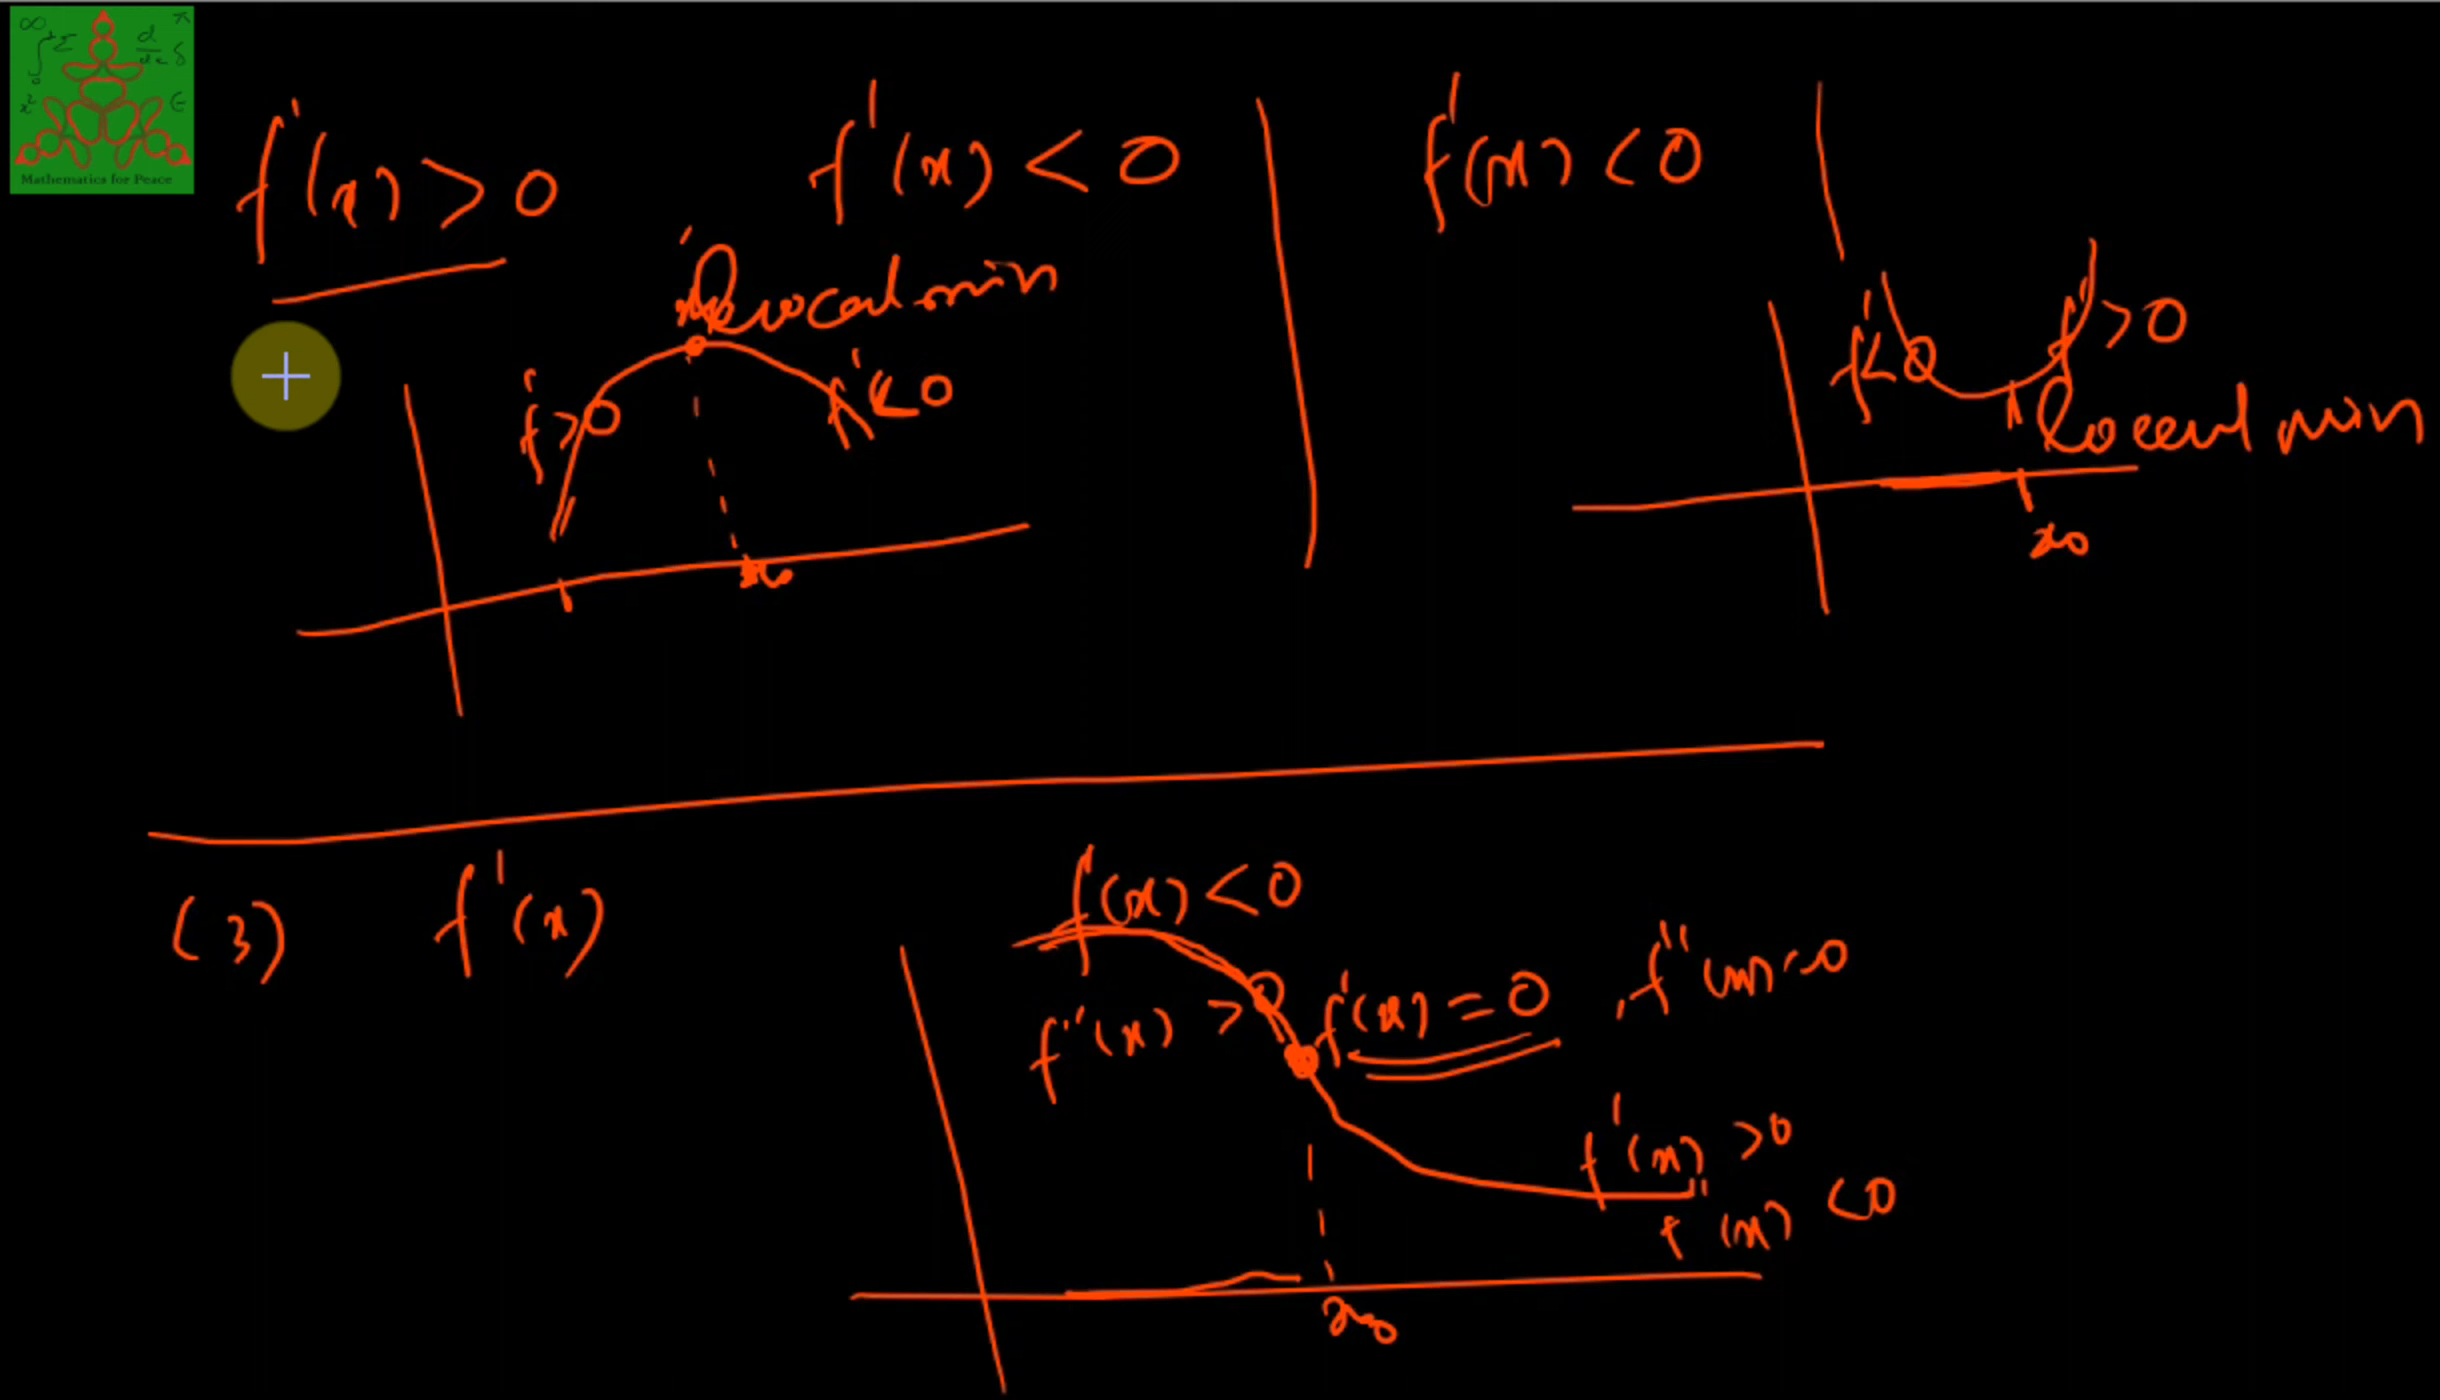 ∞
π
Mathematics for Peace
f'(x) > 0
f'(x) < 0
f'(x) < 0
Local min
f' > 0
f' < 0
x₀
f' < 0
f' > 0
local min
x₀
(3) f'(x)
f(x) < 0
f''(x) > 0
f'(x) = 0
f'(x) > 0
f''(x) < 0
x₀